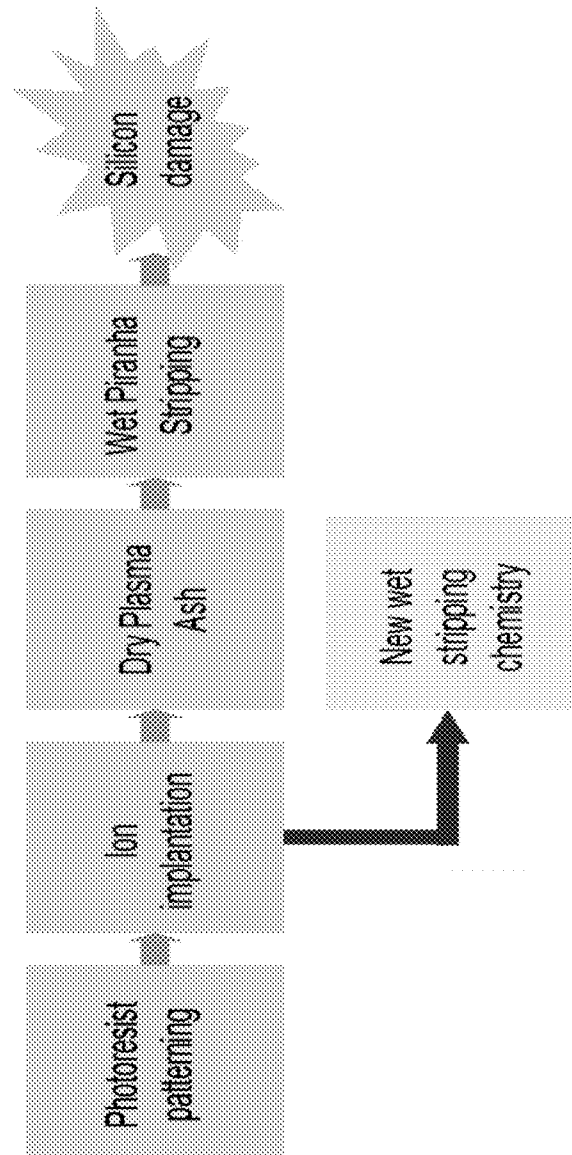 Photoresist
patterning
Ion
implantation
Dry Plasma
Ash
Wet Piranha
Stripping
Silicon
damage
New wet
stripping
chemistry